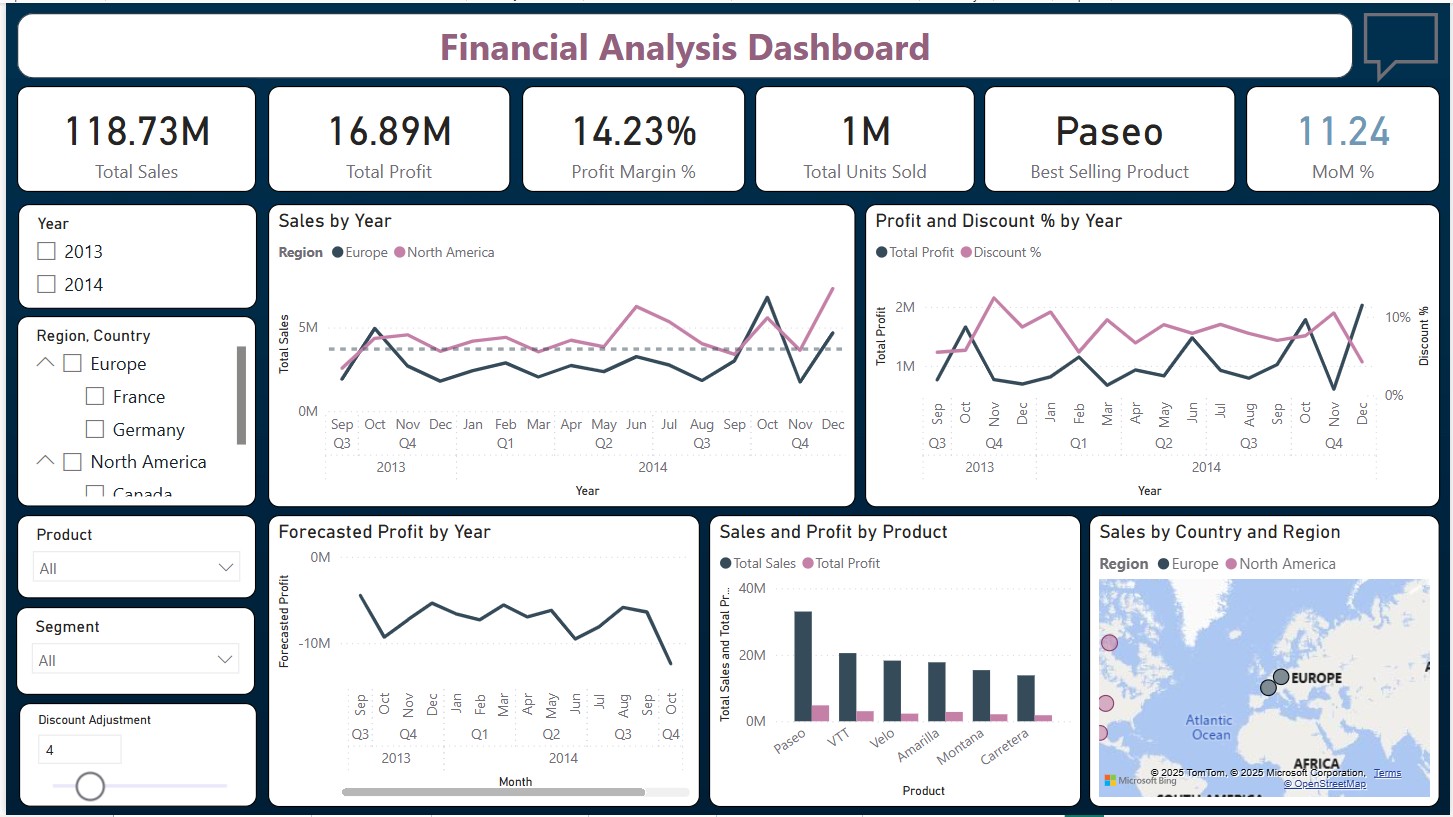 Financial Analysis Dashboard
118.73M
Total Sales
16.89M
Total Profit
14.23%
Profit Margin %
1M
Total Units Sold
Paseo
Best Selling Product
11.24
MoM %
Year
2013
2014
Region, Country
Europe
France
Germany
North America
Canada
Product
All
Segment
All
Discount Adjustment
4
Sales by Year
Region Europe North America
Total Sales
5M
0M
Sep Oct Nov Dec Jan Feb Mar Apr May Jun Jul Aug Sep Oct Nov Dec
Q3 Q4 Q1 Q2 Q3 Q4
2013 2014
Year
Profit and Discount % by Year
Total Profit Discount %
Total Profit
2M
1M
10%
0%
Discount %
Sep Oct Nov Dec Jan Feb Mar Apr May Jun Jul Aug Sep Oct Nov Dec
Q3 Q4 Q1 Q2 Q3 Q4
2013 2014
Year
Forecasted Profit by Year
Forecasted Profit
0M
-10M
Sep Oct Nov Dec Jan Feb Mar Apr May Jun Jul Aug Sep Oct
Q3 Q4 Q1 Q2 Q3 Q4
2013 2014
Month
Sales and Profit by Product
Total Sales Total Profit
Total Sales and Total Pr...
40M
20M
0M
Paseo VTT Velo Amarilla Montana Carretera
Product
Sales by Country and Region
Region Europe North America
EUROPE
Atlantic
Ocean
AFRICA
Microsoft Bing
© 2025 TomTom, © 2025 Microsoft Corporation, Terms
© OpenStreetMap
SOUTH AMERICA